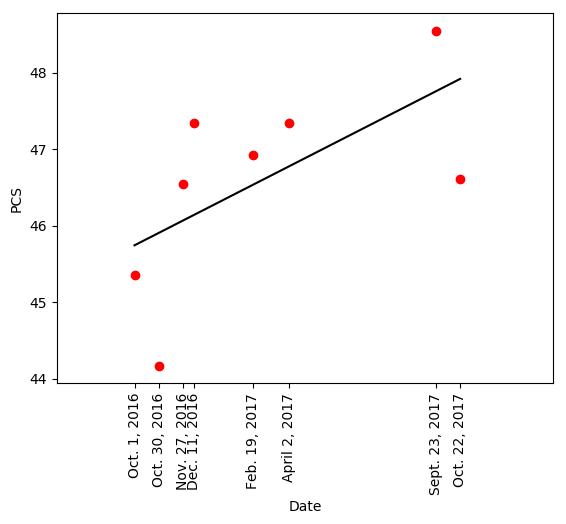 48
47
46
45
44
PCS
Oct. 1, 2016
Oct. 30, 2016
Nov. 27, 2016
Dec. 11, 2016
Feb. 19, 2017
April 2, 2017
Sept. 23, 2017
Oct. 22, 2017
Date